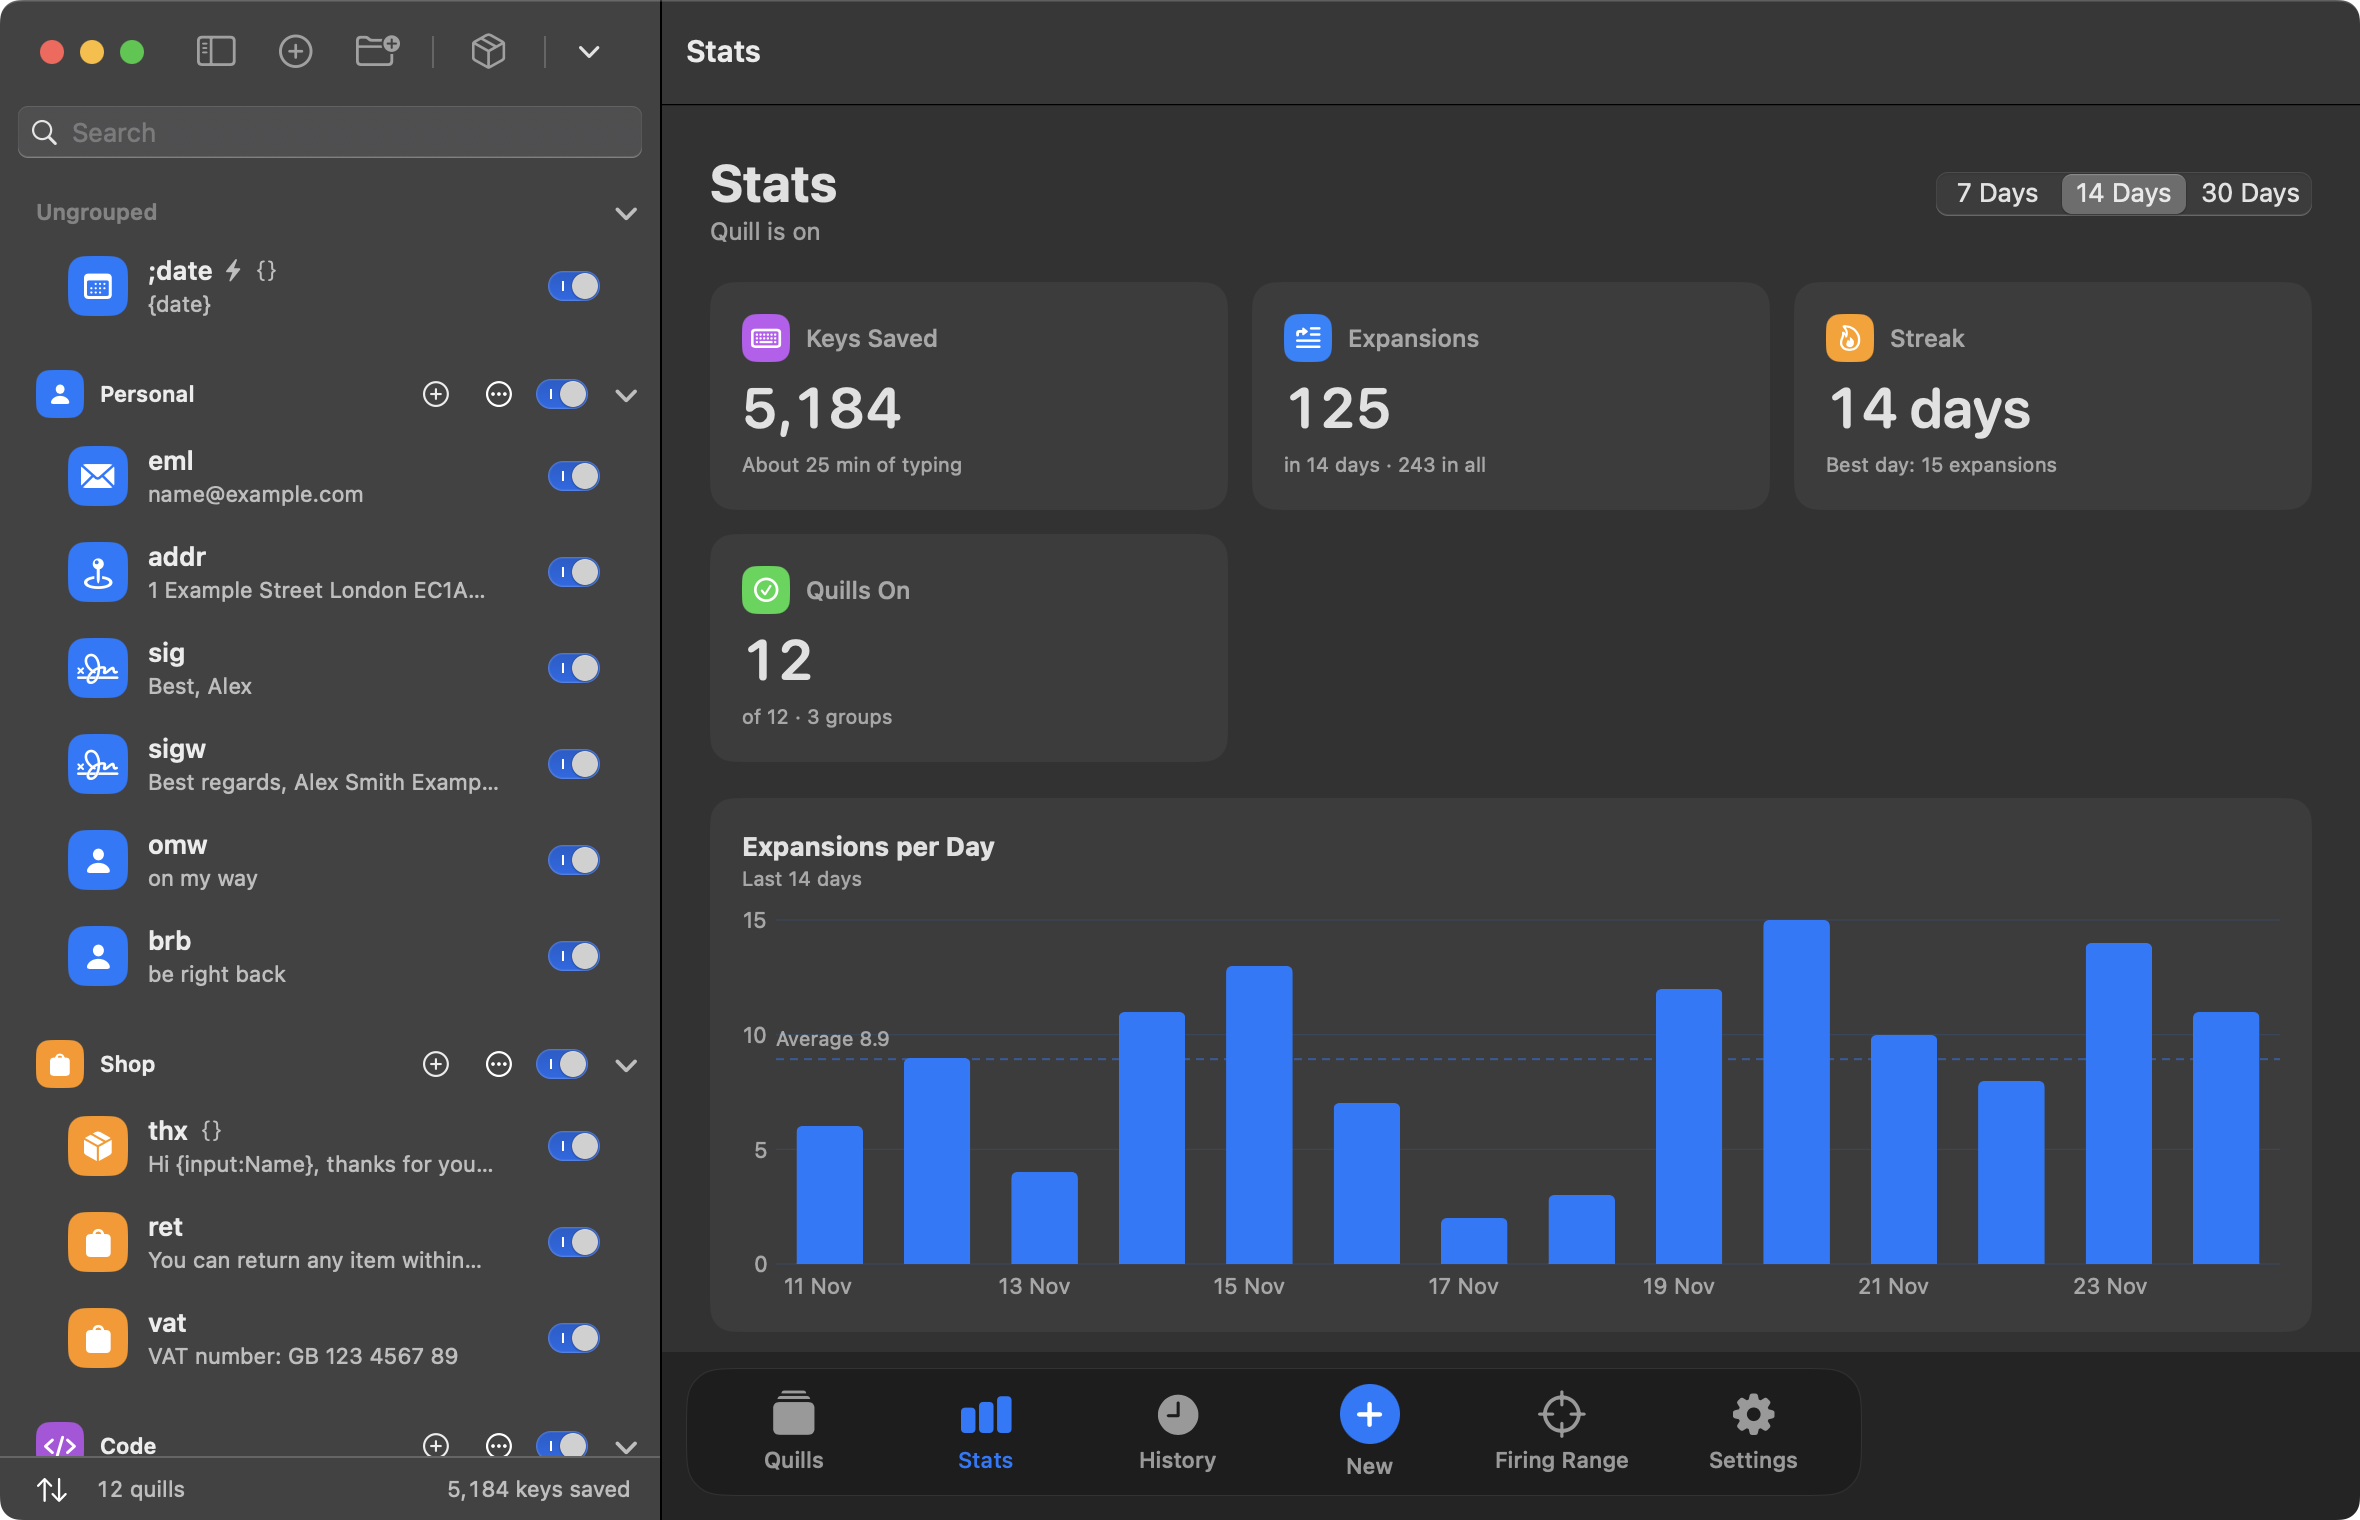 Search
Ungrouped
;date {}
{date}
Personal
eml
name@example.com
addr
1 Example Street London EC1A...
sig
Best, Alex
sigw
Best regards, Alex Smith Examp...
omw
on my way
brb
be right back
Shop
thx {}
Hi {input:Name}, thanks for you...
ret
You can return any item within...
vat
VAT number: GB 123 4567 89
</> Code
12 quills
5,184 keys saved
Stats
Stats
Quill is on
7 Days
14 Days
30 Days
Keys Saved
5,184
About 25 min of typing
Expansions
125
in 14 days · 243 in all
Streak
14 days
Best day: 15 expansions
Quills On
12
of 12 · 3 groups
Expansions per Day
Last 14 days
15
10
Average 8.9
5
0
11 Nov
13 Nov
15 Nov
17 Nov
19 Nov
21 Nov
23 Nov
Quills
Stats
History
New
Firing Range
Settings